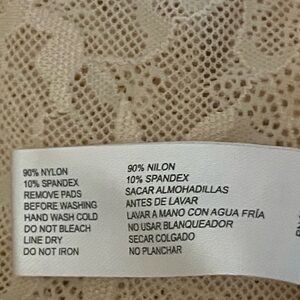 90% NYLON
10% SPANDEX
REMOVE PADS
BEFORE WASHING
HAND WASH COLD
DO NOT BLEACH
LINE DRY
DO NOT IRON
90% NILON
10% SPANDEX
SACAR ALMOHADILLAS
ANTES DE LAVAR
LAVAR A MANO CON AGUA FRÍA
NO USAR BLANQUEADOR
SECAR COLGADO
NO PLANCHAR